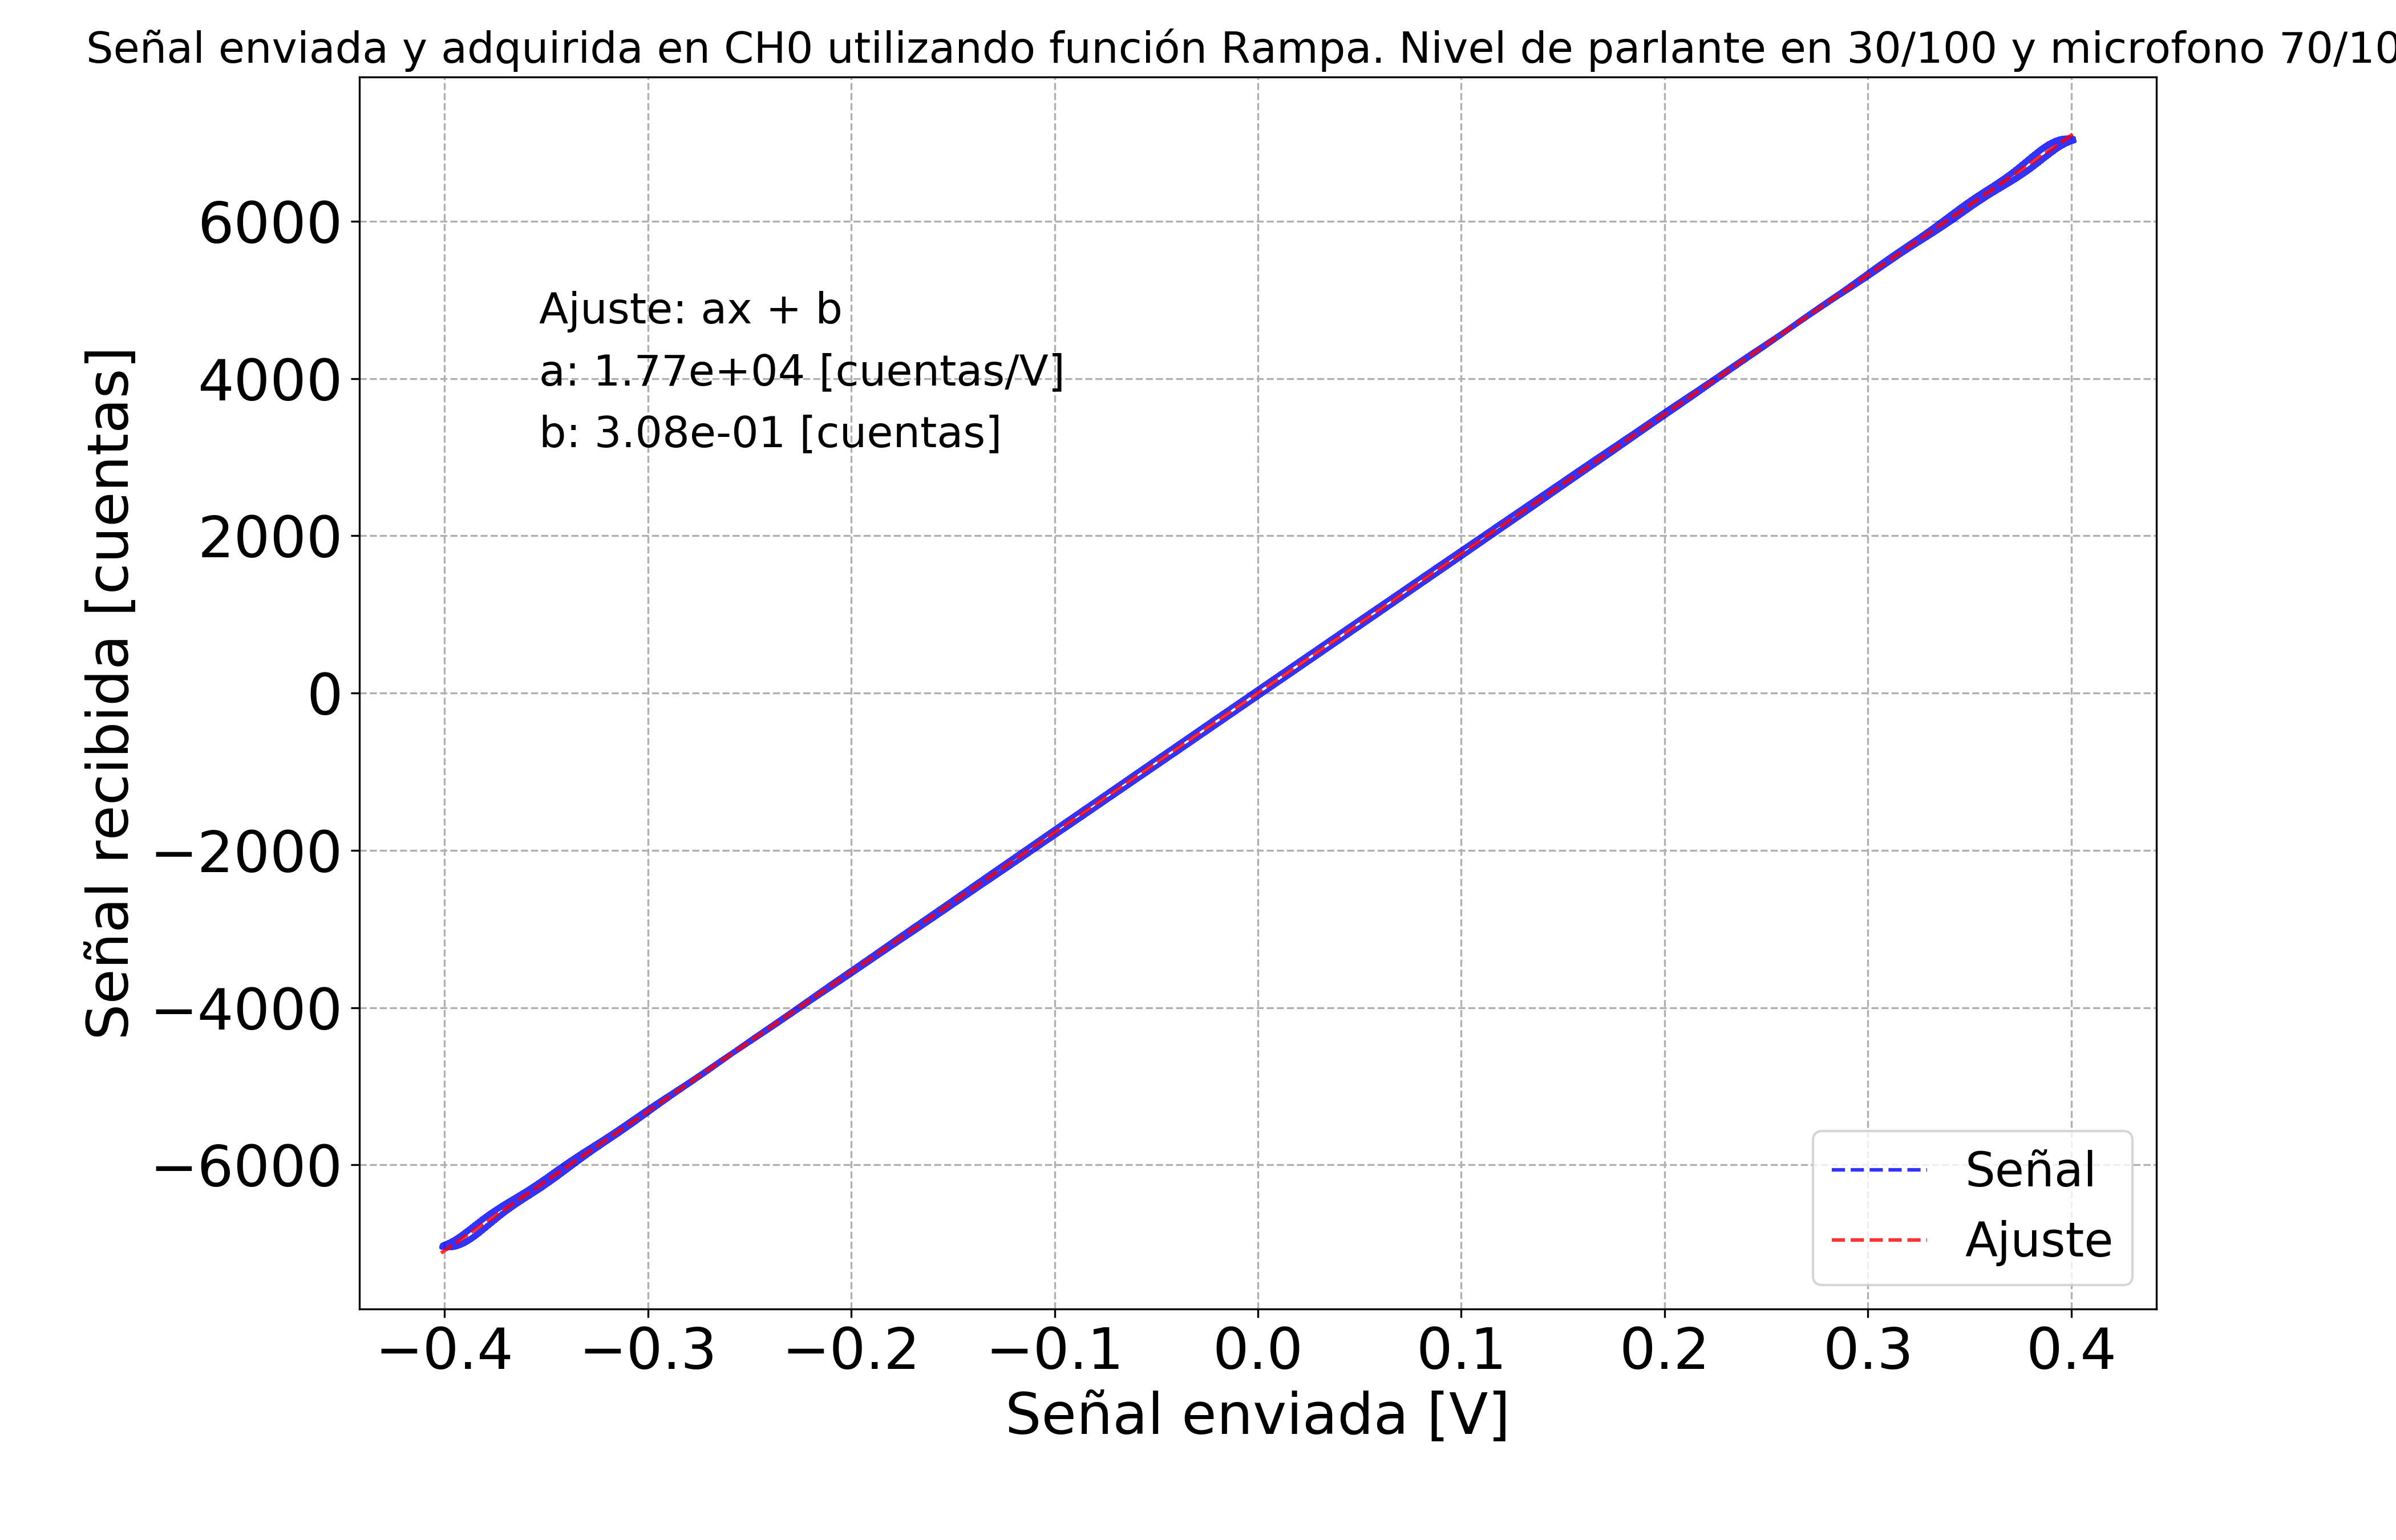 Señal enviada y adquirida en CH0 utilizando función Rampa. Nivel de parlante en 30/100 y microfono 70/10
Señal recibida [cuentas]
6000
4000
2000
0
−2000
−4000
−6000
Ajuste: ax + b
a: 1.77e+04 [cuentas/V]
b: 3.08e-01 [cuentas]
Señal
Ajuste
−0.4
−0.3
−0.2
−0.1
0.0
0.1
0.2
0.3
0.4
Señal enviada [V]